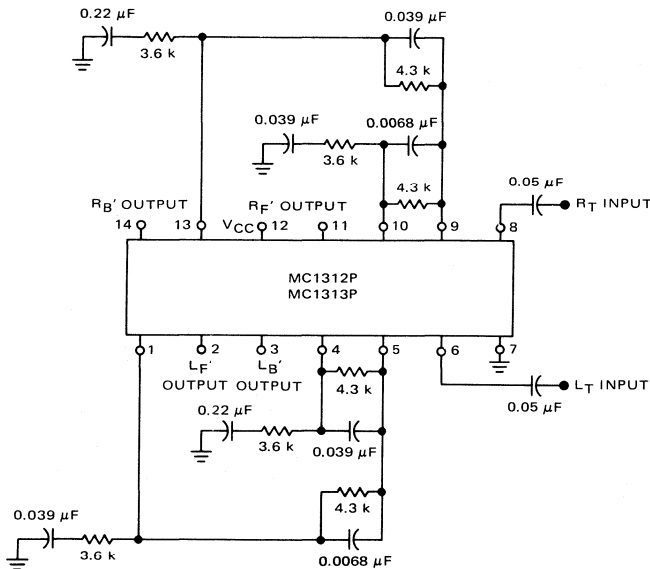 0.22 μF
0.039 μF
3.6 k
4.3 k
0.039 μF
0.0068 μF
3.6 k
4.3 k
0.05 μF
RB' OUTPUT
RF' OUTPUT
RT INPUT
14
13
VCC
12
11
10
9
8
MC1312P
MC1313P
1
2
3
4
5
6
7
LF'
OUTPUT
LB'
OUTPUT
4.3 k
LT INPUT
0.05 μF
0.22 μF
3.6 k
0.039 μF
4.3 k
0.039 μF
3.6 k
0.0068 μF